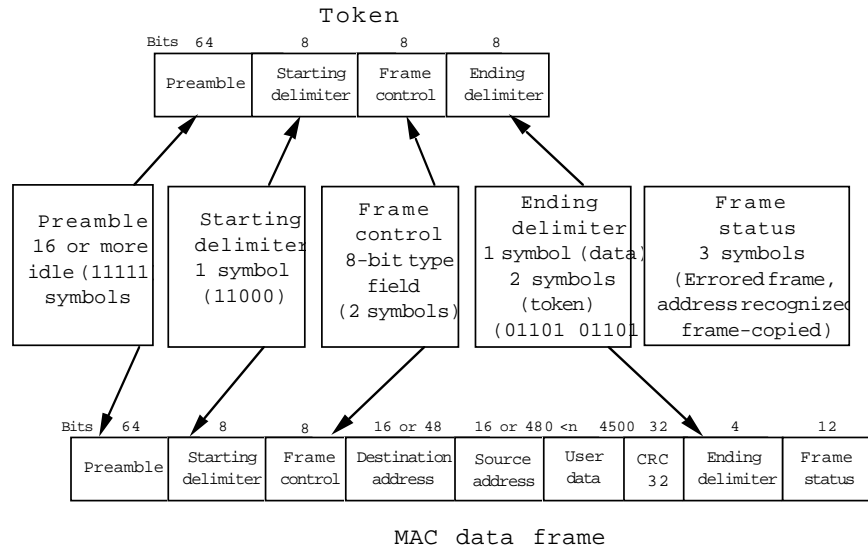 Token
Bits 64 8 8 8
Preamble
Starting
delimiter
Frame
control
Ending
delimiter
Preamble
16 or more
idle (11111
symbols
Starting
delimiter
1 symbol
(11000)
Frame
control
8-bit type
field
(2 symbols)
Ending
delimiter
1 symbol (data)
2 symbols
(token)
(01101 01101
Frame
status
3 symbols
(Errored frame,
address recognized
frame-copied)
Bits 64 8 8 16 or 48 16 or 48 0 <n 4500 32 4 12
Preamble
Starting
delimiter
Frame
control
Destination
address
Source
address
User
data
CRC
32
Ending
delimiter
Frame
status
MAC data frame